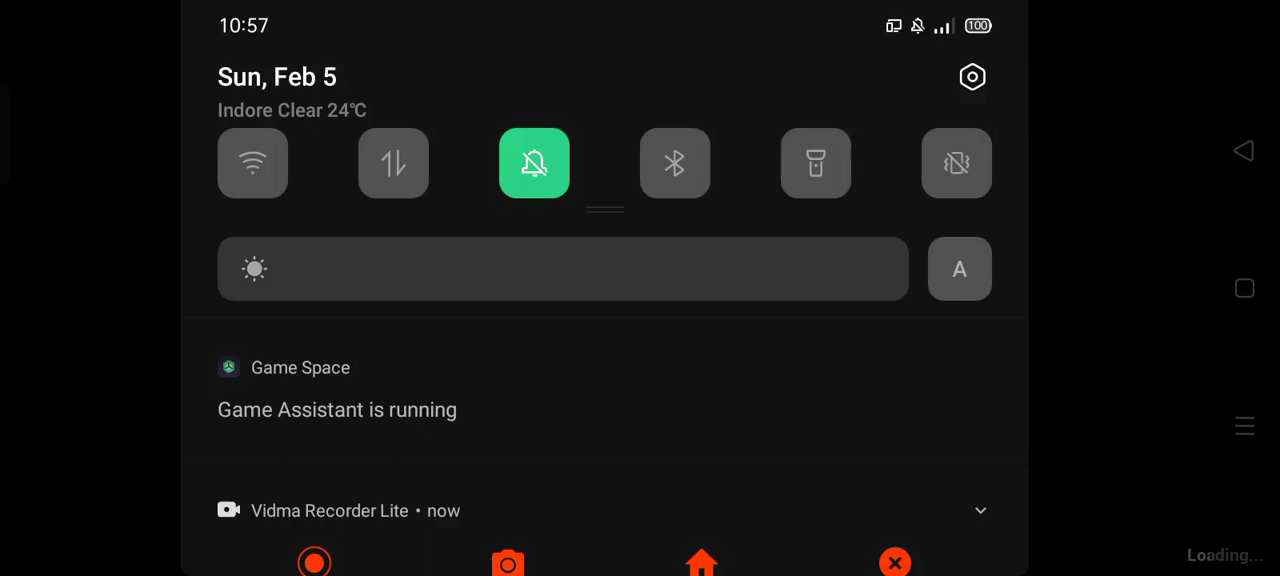 10:57
100
Sun, Feb 5
Indore Clear 24℃
A
Game Space
Game Assistant is running
Vidma Recorder Lite • now
Loading...